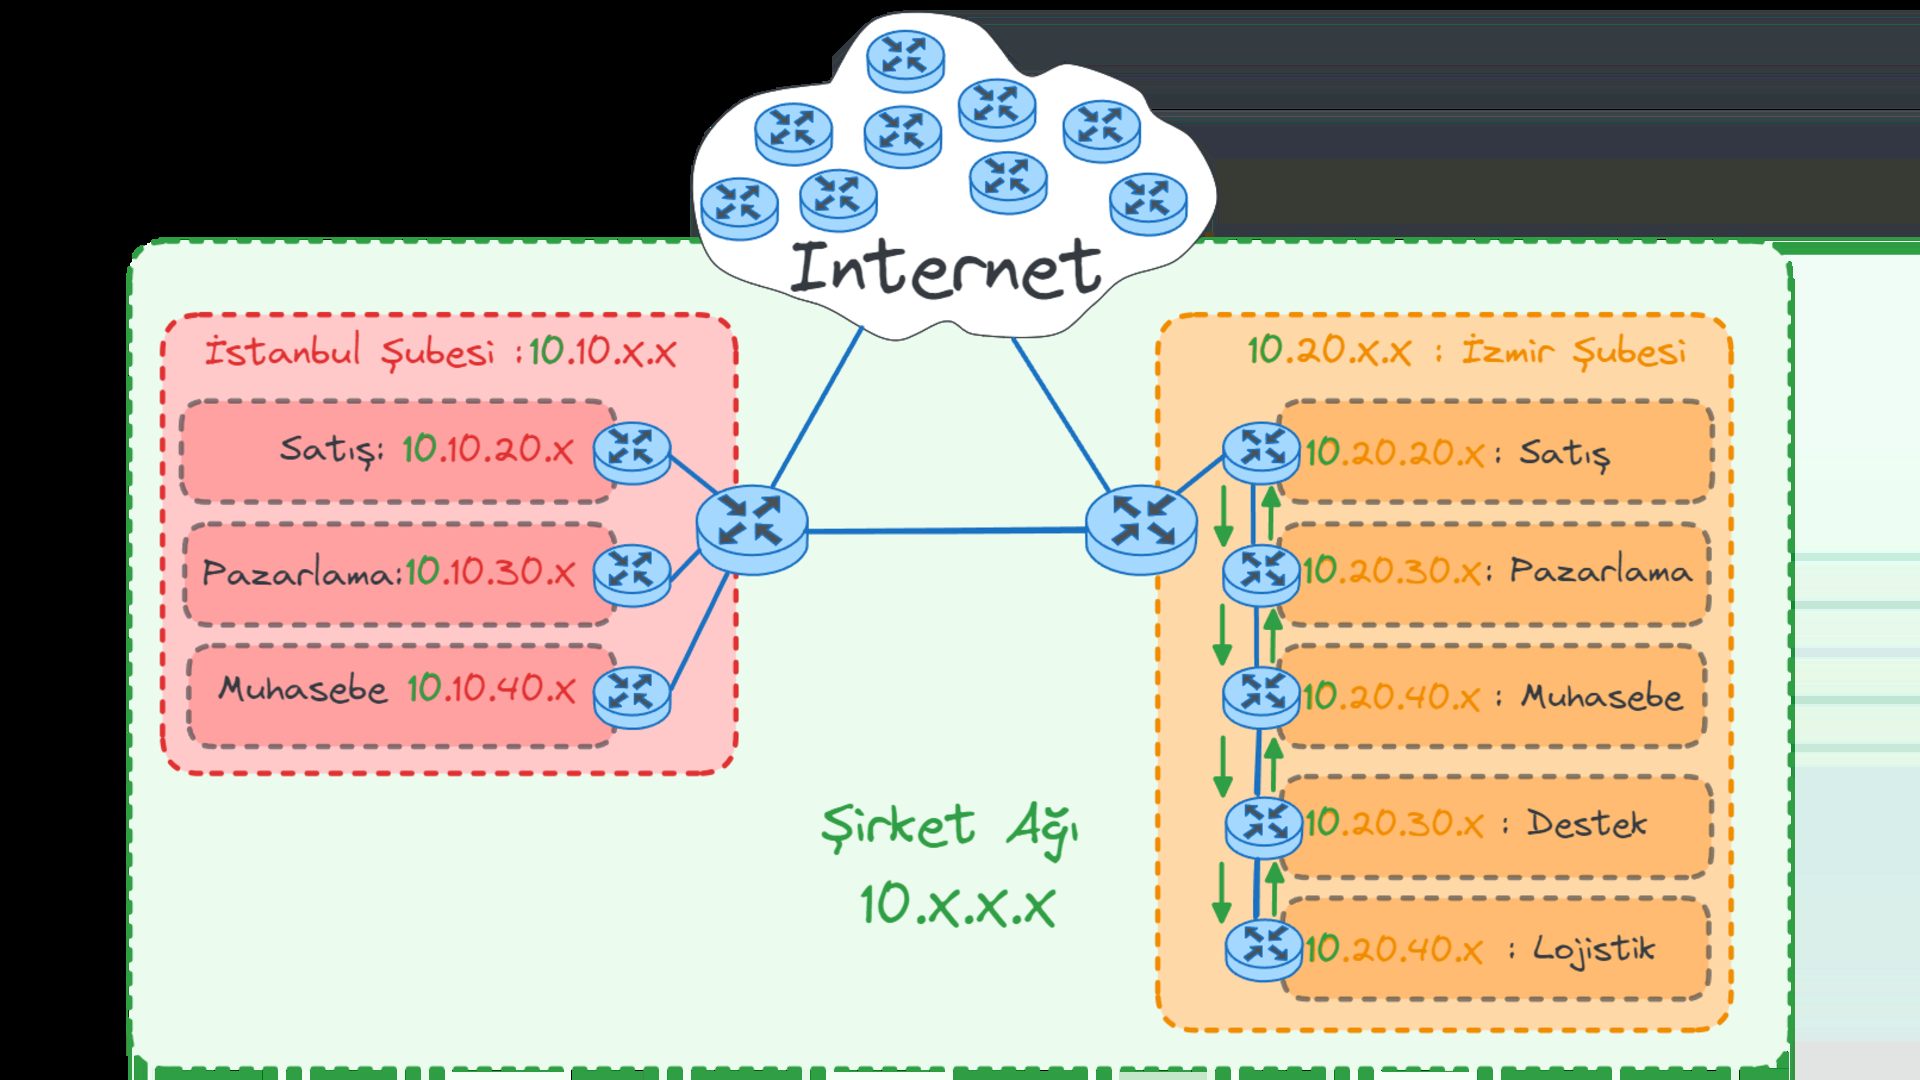 Internet
İstanbul Şubesi :10.10.x.x
Satış: 10.10.20.x
Pazarlama:10.10.30.x
Muhasebe 10.10.40.x
10.20.x.x : İzmir Şubesi
10.20.20.x : Satış
10.20.30.x: Pazarlama
10.20.40.x : Muhasebe
10.20.30.x : Destek
10.20.40.x : Lojistik
Şirket Ağı
10.x.x.x